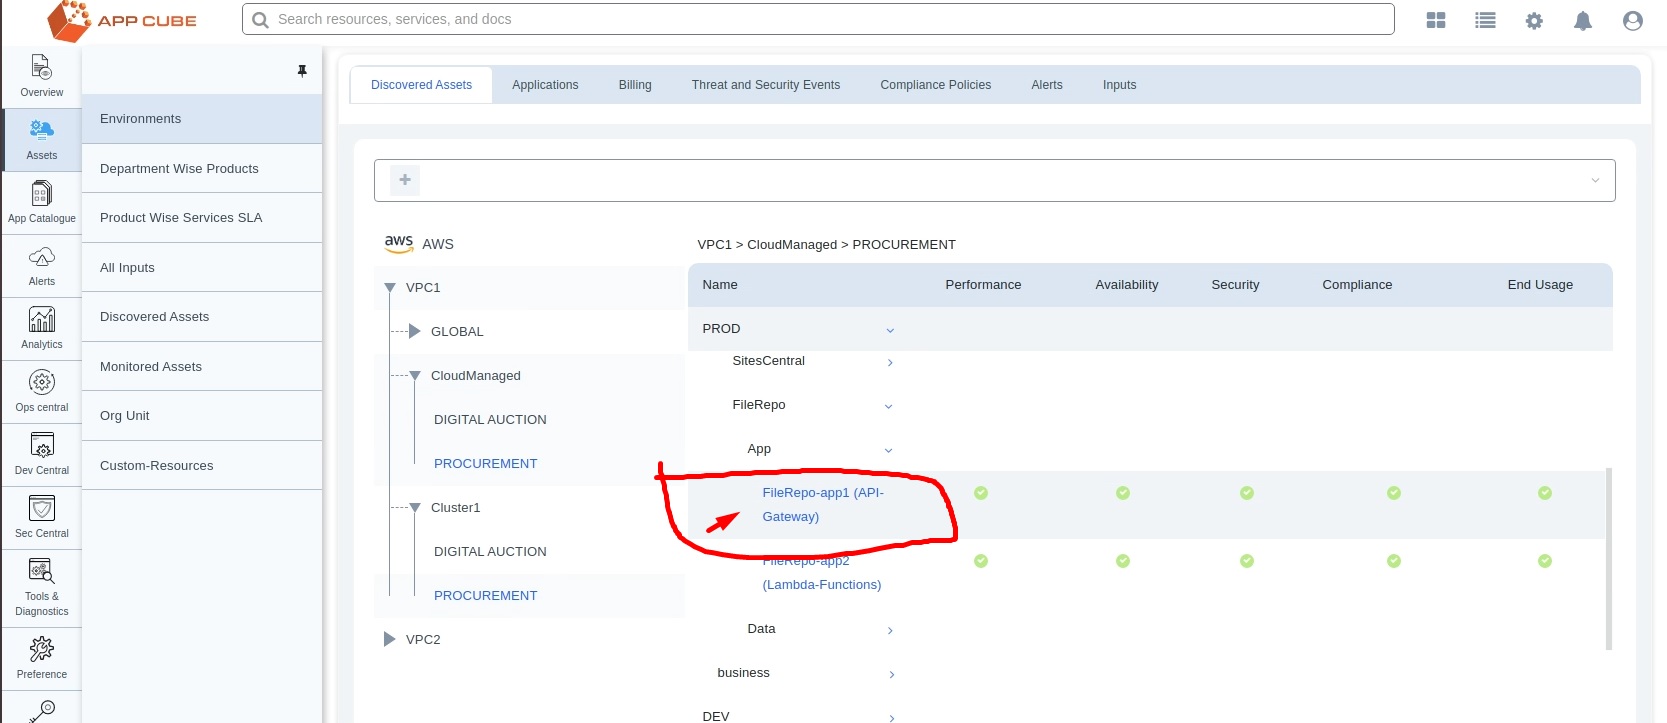 APP CUBE
Search resources, services, and docs
Overview
Assets
App Catalogue
Alerts
Analytics
Ops central
Dev Central
Sec Central
Tools &
Diagnostics
Preference
Environments
Department Wise Products
Product Wise Services SLA
All Inputs
Discovered Assets
Monitored Assets
Org Unit
Custom-Resources
Discovered Assets Applications Billing Threat and Security Events Compliance Policies Alerts Inputs
aws AWS
VPC1
GLOBAL
CloudManaged
DIGITAL AUCTION
PROCUREMENT
Cluster1
DIGITAL AUCTION
PROCUREMENT
VPC2
VPC1 > CloudManaged > PROCUREMENT
Name Performance Availability Security Compliance End Usage
PROD
SitesCentral
FileRepo
App
FileRepo-app1 (API-
Gateway)
FileRepo-app2
(Lambda-Functions)
Data
business
DEV